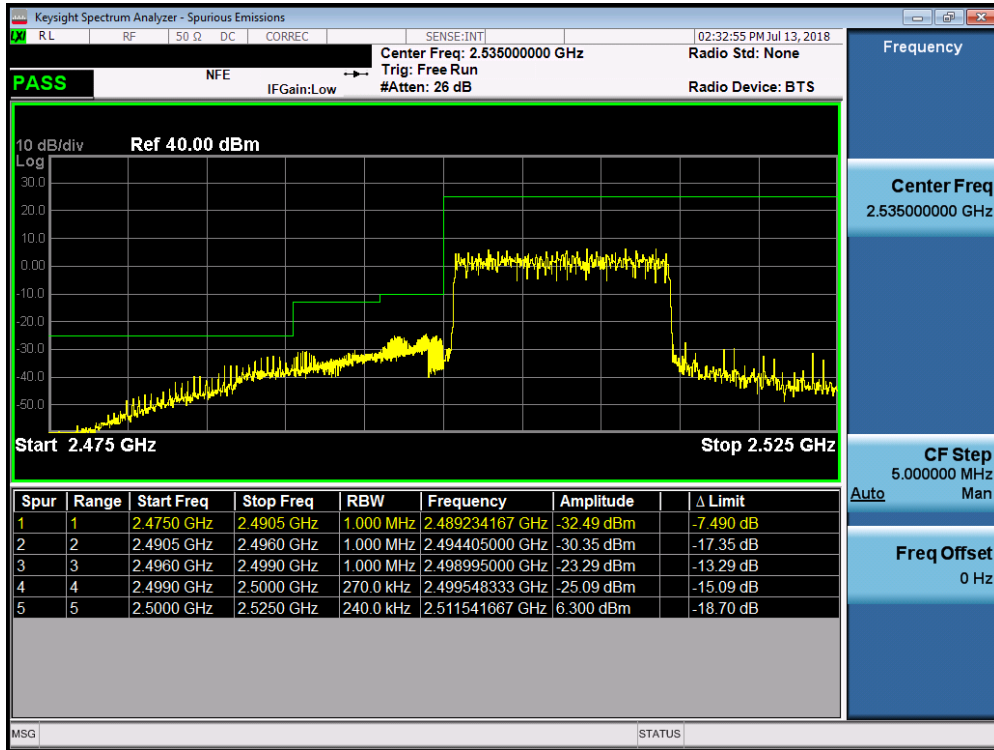 Keysight Spectrum Analyzer - Spurious Emissions
LXI RL RF 50 Ω DC CORREC SENSE:INT 02:32:55 PM Jul 13, 2018
Center Freq: 2.535000000 GHz Radio Std: None
PASS NFE Trig: Free Run
IFGain:Low #Atten: 26 dB Radio Device: BTS
Frequency
10 dB/div Ref 40.00 dBm
Log
30.0
20.0
10.0
0.00
-10.0
-20.0
-30.0
-40.0
-50.0
Start 2.475 GHz Stop 2.525 GHz
Spur Range Start Freq Stop Freq RBW Frequency Amplitude Δ Limit
1 1 2.4750 GHz 2.4905 GHz 1.000 MHz 2.489234167 GHz -32.49 dBm -7.490 dB
2 2 2.4905 GHz 2.4960 GHz 1.000 MHz 2.494405000 GHz -30.35 dBm -17.35 dB
3 3 2.4960 GHz 2.4990 GHz 1.000 MHz 2.498995000 GHz -23.29 dBm -13.29 dB
4 4 2.4990 GHz 2.5000 GHz 270.0 kHz 2.499548333 GHz -25.09 dBm -15.09 dB
5 5 2.5000 GHz 2.5250 GHz 240.0 kHz 2.511541667 GHz 6.300 dBm -18.70 dB
Center Freq
2.535000000 GHz
CF Step
5.000000 MHz
Auto Man
Freq Offset
0 Hz
MSG STATUS